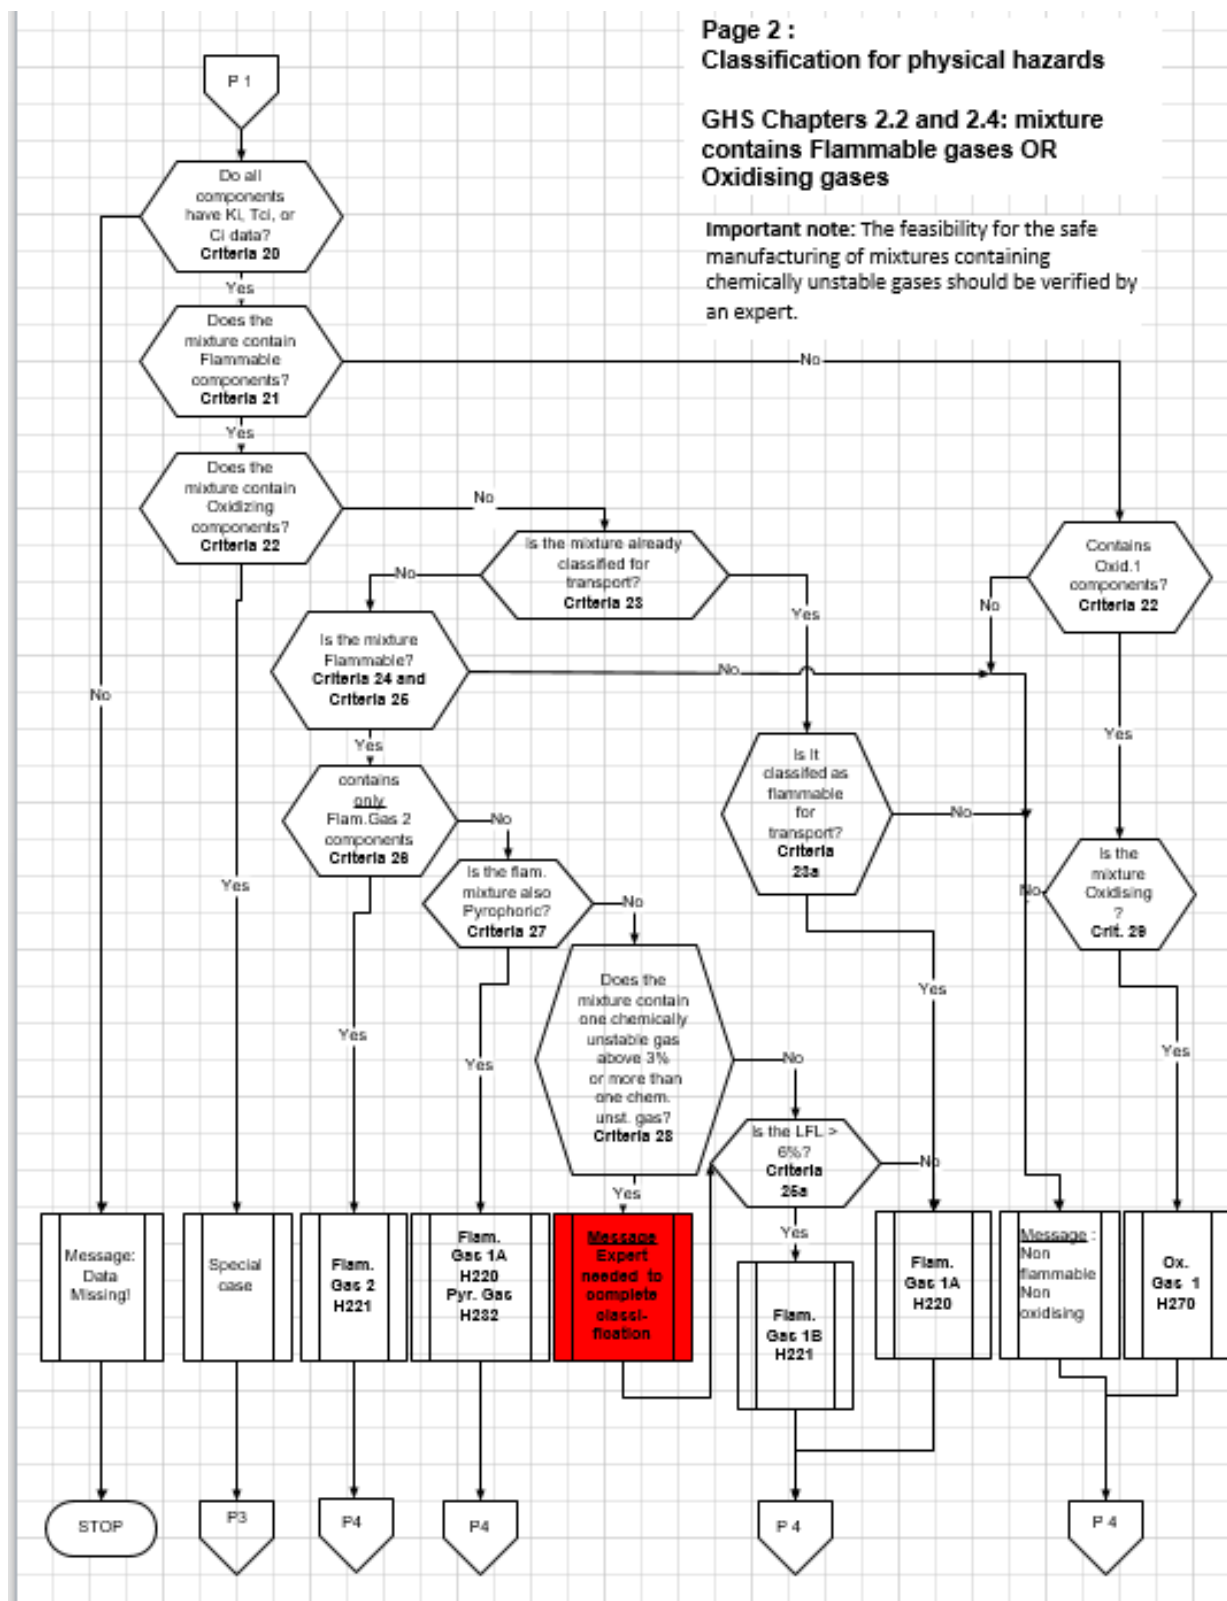 Page 2 :
Classification for physical hazards
GHS Chapters 2.2 and 2.4: mixture
contains Flammable gases OR
Oxidising gases
Important note: The feasibility for the safe
manufacturing of mixtures containing
chemically unstable gases should be verified by
an expert.
P 1
Do all
components
have Ki, Tci, or
Ci data?
Criteria 20
Yes
Does the
mixture contain
Flammable
components?
Criteria 21
No
Yes
Does the
mixture contain
Oxidizing
components?
Criteria 22
No
Is the mixture already
classified for
transport?
Criteria 23
No
Yes
Contains
Oxid.1
components?
Criteria 22
No
Yes
Is the mixture
Flammable?
Criteria 24 and
Criteria 25
No
Yes
No
contains
only
Flam.Gas 2
components
Criteria 26
No
Is It
classifed as
flammable
for
transport?
Criteria
23a
No
Is the
mixture
Oxidising
?
Crit. 29
No
Is the flam.
mixture also
Pyrophoric?
Criteria 27
No
Yes
Does the
mixture contain
one chemically
unstable gas
above 3%
or more than
one chem.
unst. gas?
Criteria 28
Yes
Yes
Yes
Yes
No
Is the LFL >
6%?
Criteria
25a
No
Yes
Yes
Message:
Data
Missing!
Special
case
Flam.
Gas 2
H221
Flam.
Gas 1A
H220
Pyr. Gas
H232
Message
Expert
needed to
complete
classi-
fication
Flam.
Gas 1B
H221
Flam.
Gas 1A
H220
Message :
Non
flammable
Non
oxidising
Ox.
Gas 1
H270
STOP
P3
P4
P4
P 4
P 4